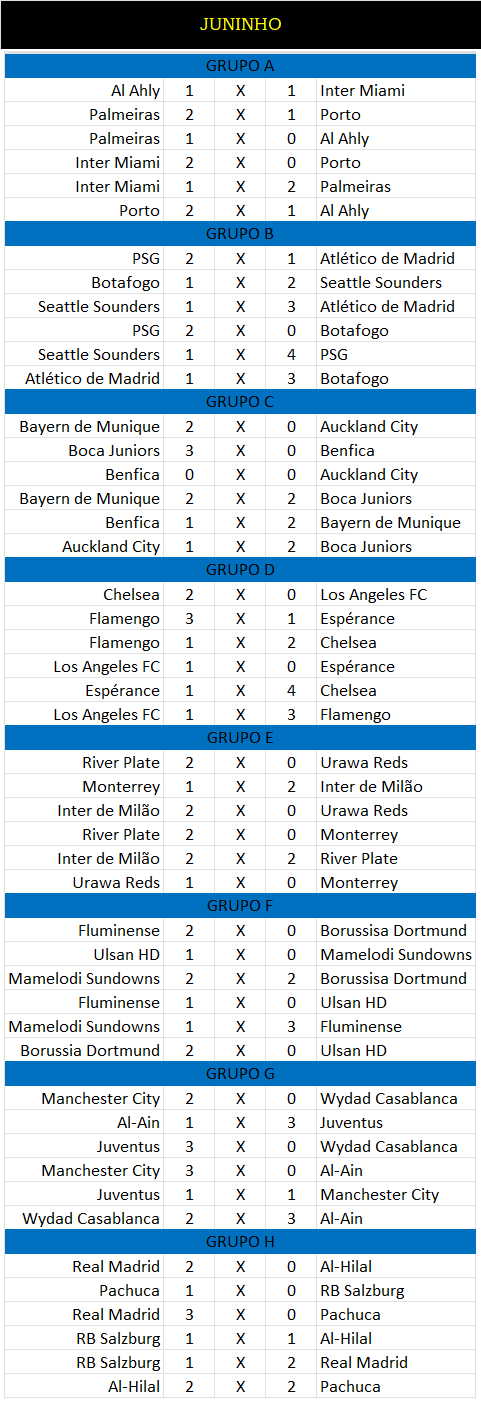 JUNINHO
GRUPO A
Al Ahly 1 X 1 Inter Miami
Palmeiras 2 X 1 Porto
Palmeiras 1 X 0 Al Ahly
Inter Miami 2 X 0 Porto
Inter Miami 1 X 2 Palmeiras
Porto 2 X 1 Al Ahly
GRUPO B
PSG 2 X 1 Atlético de Madrid
Botafogo 1 X 2 Seattle Sounders
Seattle Sounders 1 X 3 Atlético de Madrid
PSG 2 X 0 Botafogo
Seattle Sounders 1 X 4 PSG
Atlético de Madrid 1 X 3 Botafogo
GRUPO C
Bayern de Munique 2 X 0 Auckland City
Boca Juniors 3 X 0 Benfica
Benfica 0 X 0 Auckland City
Bayern de Munique 2 X 2 Boca Juniors
Benfica 1 X 2 Bayern de Munique
Auckland City 1 X 2 Boca Juniors
GRUPO D
Chelsea 2 X 0 Los Angeles FC
Flamengo 3 X 1 Espérance
Flamengo 1 X 2 Chelsea
Los Angeles FC 1 X 0 Espérance
Espérance 1 X 4 Chelsea
Los Angeles FC 1 X 3 Flamengo
GRUPO E
River Plate 2 X 0 Urawa Reds
Monterrey 1 X 2 Inter de Milão
Inter de Milão 2 X 0 Urawa Reds
River Plate 2 X 0 Monterrey
Inter de Milão 2 X 2 River Plate
Urawa Reds 1 X 0 Monterrey
GRUPO F
Fluminense 2 X 0 Borussisa Dortmund
Ulsan HD 1 X 0 Mamelodi Sundowns
Mamelodi Sundowns 2 X 2 Borussisa Dortmund
Fluminense 1 X 0 Ulsan HD
Mamelodi Sundowns 1 X 3 Fluminense
Borussia Dortmund 2 X 0 Ulsan HD
GRUPO G
Manchester City 2 X 0 Wydad Casablanca
Al-Ain 1 X 3 Juventus
Juventus 3 X 0 Wydad Casablanca
Manchester City 3 X 0 Al-Ain
Juventus 1 X 1 Manchester City
Wydad Casablanca 2 X 3 Al-Ain
GRUPO H
Real Madrid 2 X 0 Al-Hilal
Pachuca 1 X 0 RB Salzburg
Real Madrid 3 X 0 Pachuca
RB Salzburg 1 X 1 Al-Hilal
RB Salzburg 1 X 2 Real Madrid
Al-Hilal 2 X 2 Pachuca